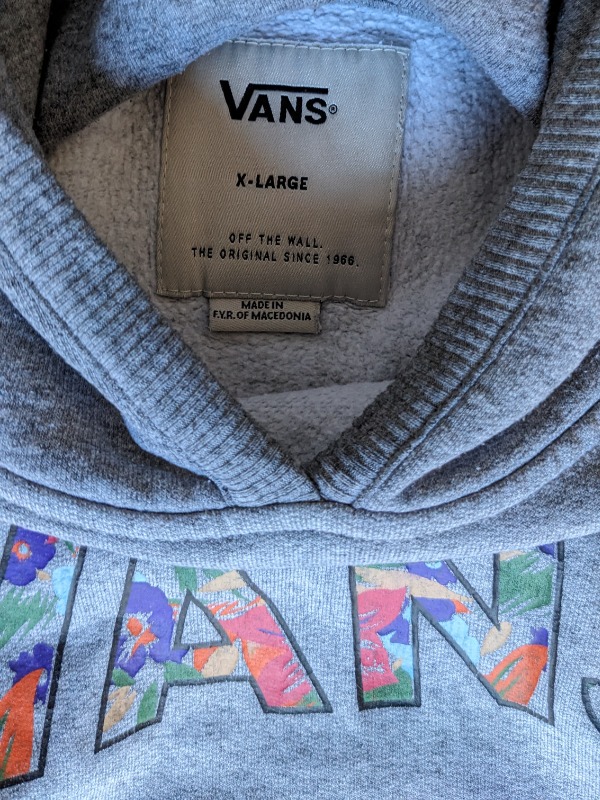 VANS®
X-LARGE
OFF THE WALL.
THE ORIGINAL SINCE 1966.
MADE IN
F.Y.R. OF MACEDONIA
VANS